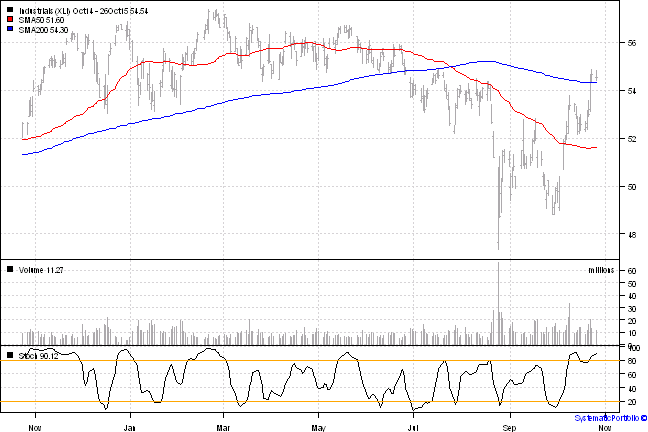 Industrials (XLI) Oct14 - 26Oct15 54.54
SMA50 51.60
SMA200 54.30
56
54
52
50
48
Volume 11.27
millions
60
50
40
30
20
10
0
Stoch 90.12
100
80
60
40
20
Nov Jan Mar May Jul Sep Nov
SystematicPortfolio ©